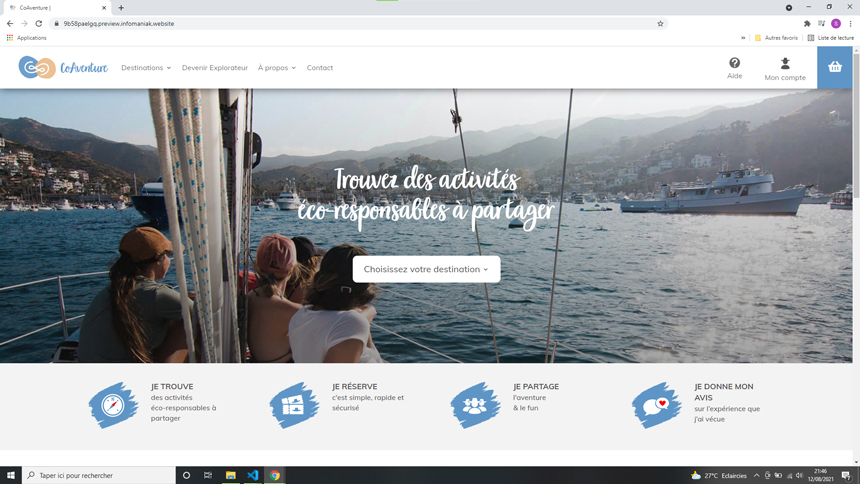 CoAventure |
9b58paelgq.preview.infomaniak.website
S
Applications
»
Autres favoris
Liste de lecture
CoAventure
Destinations
Devenir Explorateur
À propos
Contact
Aide
Mon compte
Trouvez des activités
éco-responsables à partager
Choisissez votre destination
JE TROUVE
des activités
éco-responsables à
partager
JE RÉSERVE
c'est simple, rapide et
sécurisé
JE PARTAGE
l'aventure
& le fun
JE DONNE MON
AVIS
sur l'expérience que
j'ai vécue
Taper ici pour rechercher
27°C Eclaircies
21:46
12/08/2021